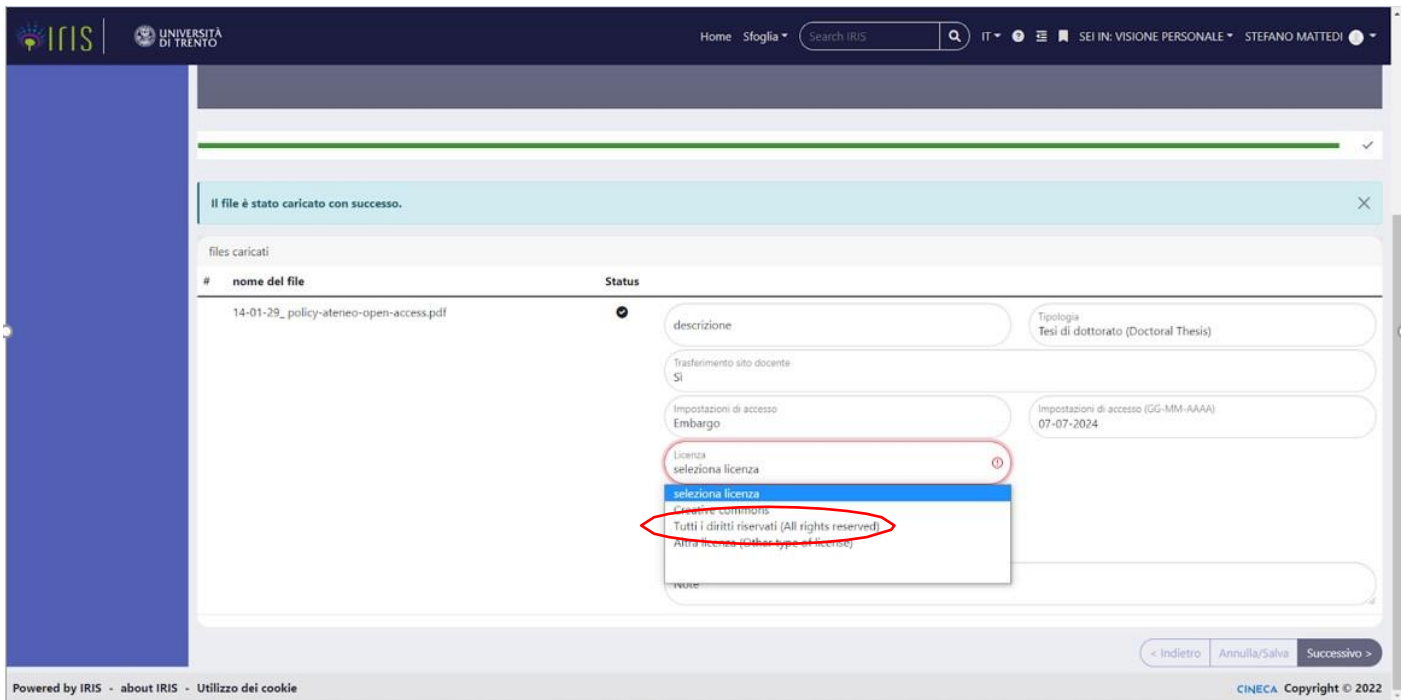 IRIS
UNIVERSITÀ
DI TRENTO
Home Sfoglia Search IRIS IT SEI IN: VISIONE PERSONALE STEFANO MATTEDI
Il file è stato caricato con successo.
files caricati
# nome del file Status
14-01-29_ policy-ateneo-open-access.pdf
descrizione
Tipologia
Tesi di dottorato (Doctoral Thesis)
Trasferimento sito docente
Sì
Impostazioni di accesso
Embargo
Impostazioni di accesso (GG-MM-AAAA)
07-07-2024
Licenza
seleziona licenza
seleziona licenza
Creative commons
Tutti i diritti riservati (All rights reserved)
Altra licenza (Other type of license)
Note
< Indietro Annulla/Salva Successivo >
Powered by IRIS - about IRIS - Utilizzo dei cookie
CINECA Copyright © 2022